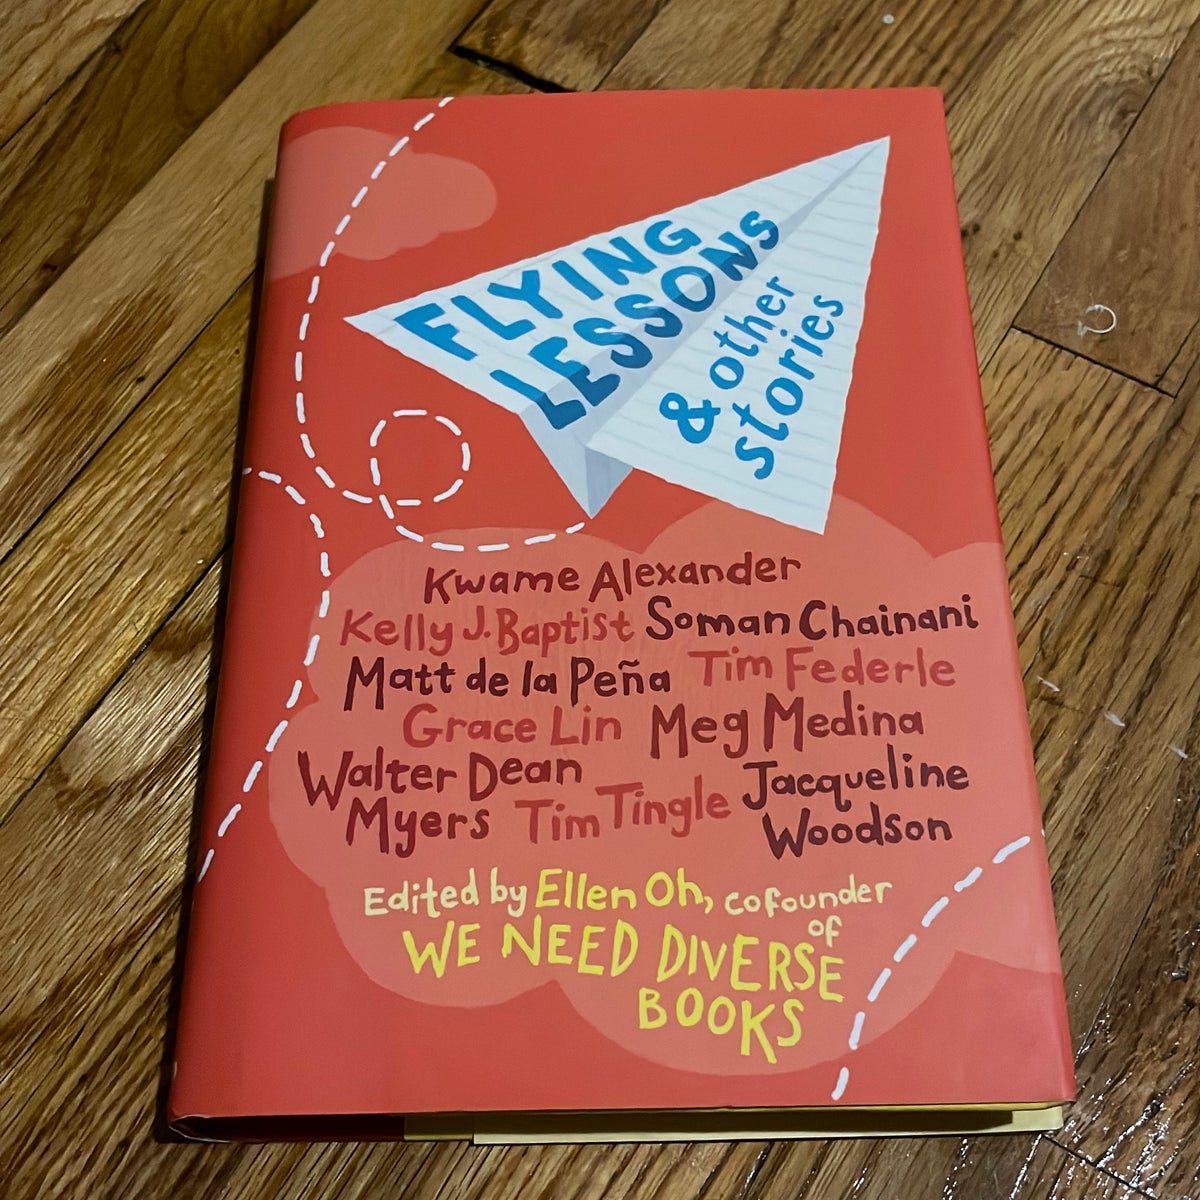 FLYING
LESSONS
& other
stories
Kwame Alexander
Kelly J. Baptist Soman Chainani
Matt de la Peña Tim Federle
Grace Lin Meg Medina
Walter Dean Myers Tim Tingle Jacqueline Woodson
Edited by Ellen Oh, cofounder
of
WE NEED DIVERSE
BOOKS